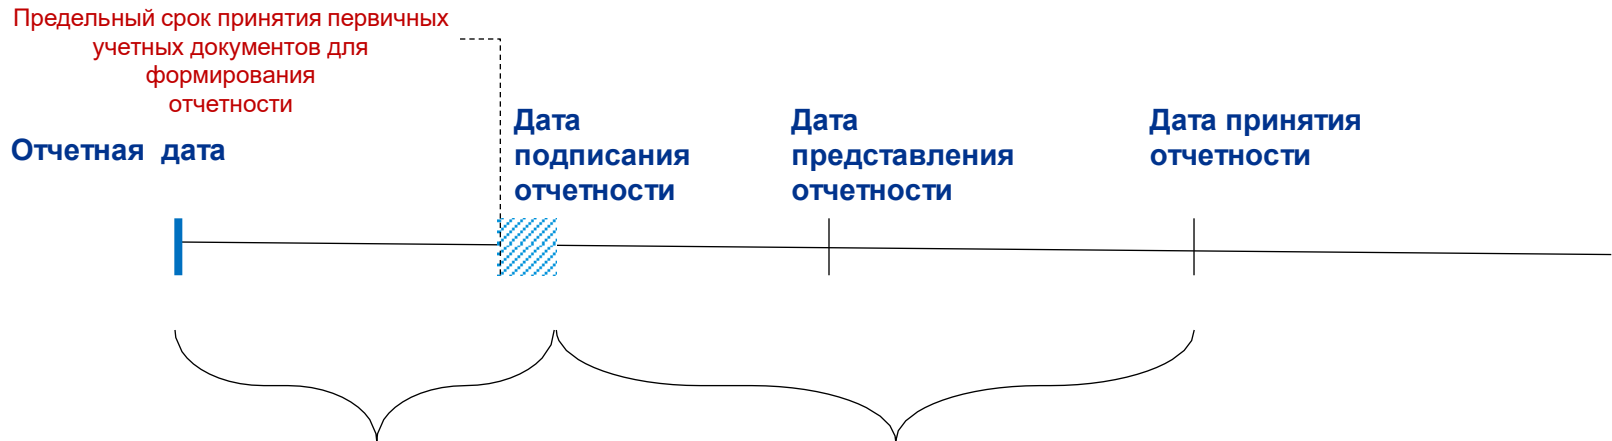 Предельный срок принятия первичных
учетных документов для
формирования
отчетности
Отчетная  дата
Дата
подписания
отчетности
Дата
представления
отчетности
Дата принятия
отчетности